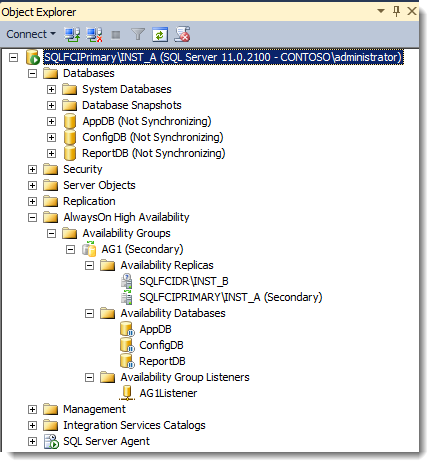 Object Explorer
Connect
SQLFCIPrimary\INST_A (SQL Server 11.0.2100 - CONTOSO\administrator)
Databases
System Databases
Database Snapshots
AppDB (Not Synchronizing)
ConfigDB (Not Synchronizing)
ReportDB (Not Synchronizing)
Security
Server Objects
Replication
AlwaysOn High Availability
Availability Groups
AG1 (Secondary)
Availability Replicas
SQLFCIDR\INST_B
SQLFCIPRIMARY\INST_A (Secondary)
Availability Databases
AppDB
ConfigDB
ReportDB
Availability Group Listeners
AG1Listener
Management
Integration Services Catalogs
SQL Server Agent